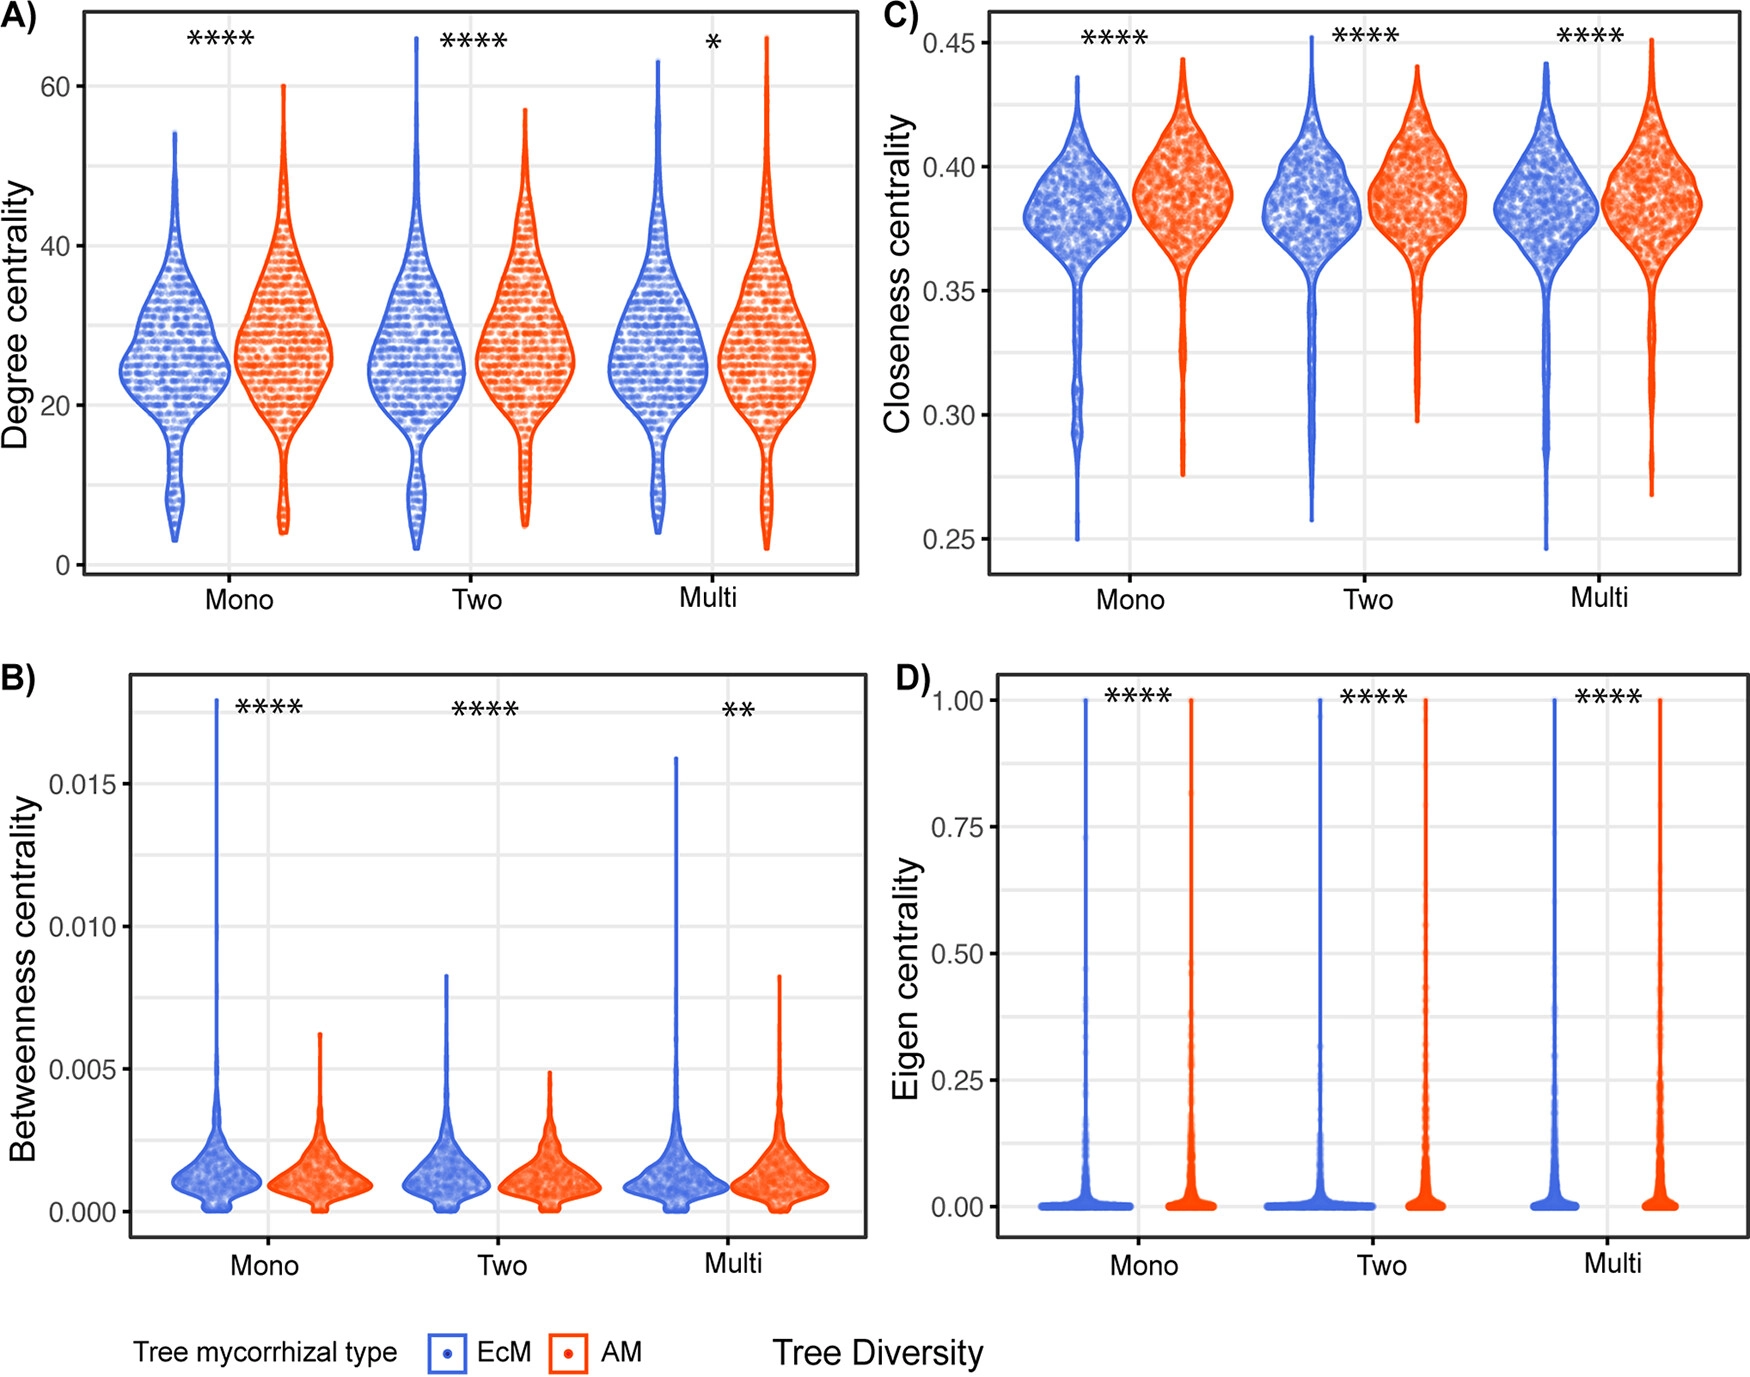 A)
**** **** *
Degree centrality
60
40
20
0
Mono Two Multi
C)
**** **** ****
Closeness centrality
0.45
0.40
0.35
0.30
0.25
Mono Two Multi
B)
**** **** **
Betweenness centrality
0.015
0.010
0.005
0.000
Mono Two Multi
D)
**** **** ****
Eigen centrality
1.00
0.75
0.50
0.25
0.00
Mono Two Multi
Tree mycorrhizal type EcM AM Tree Diversity